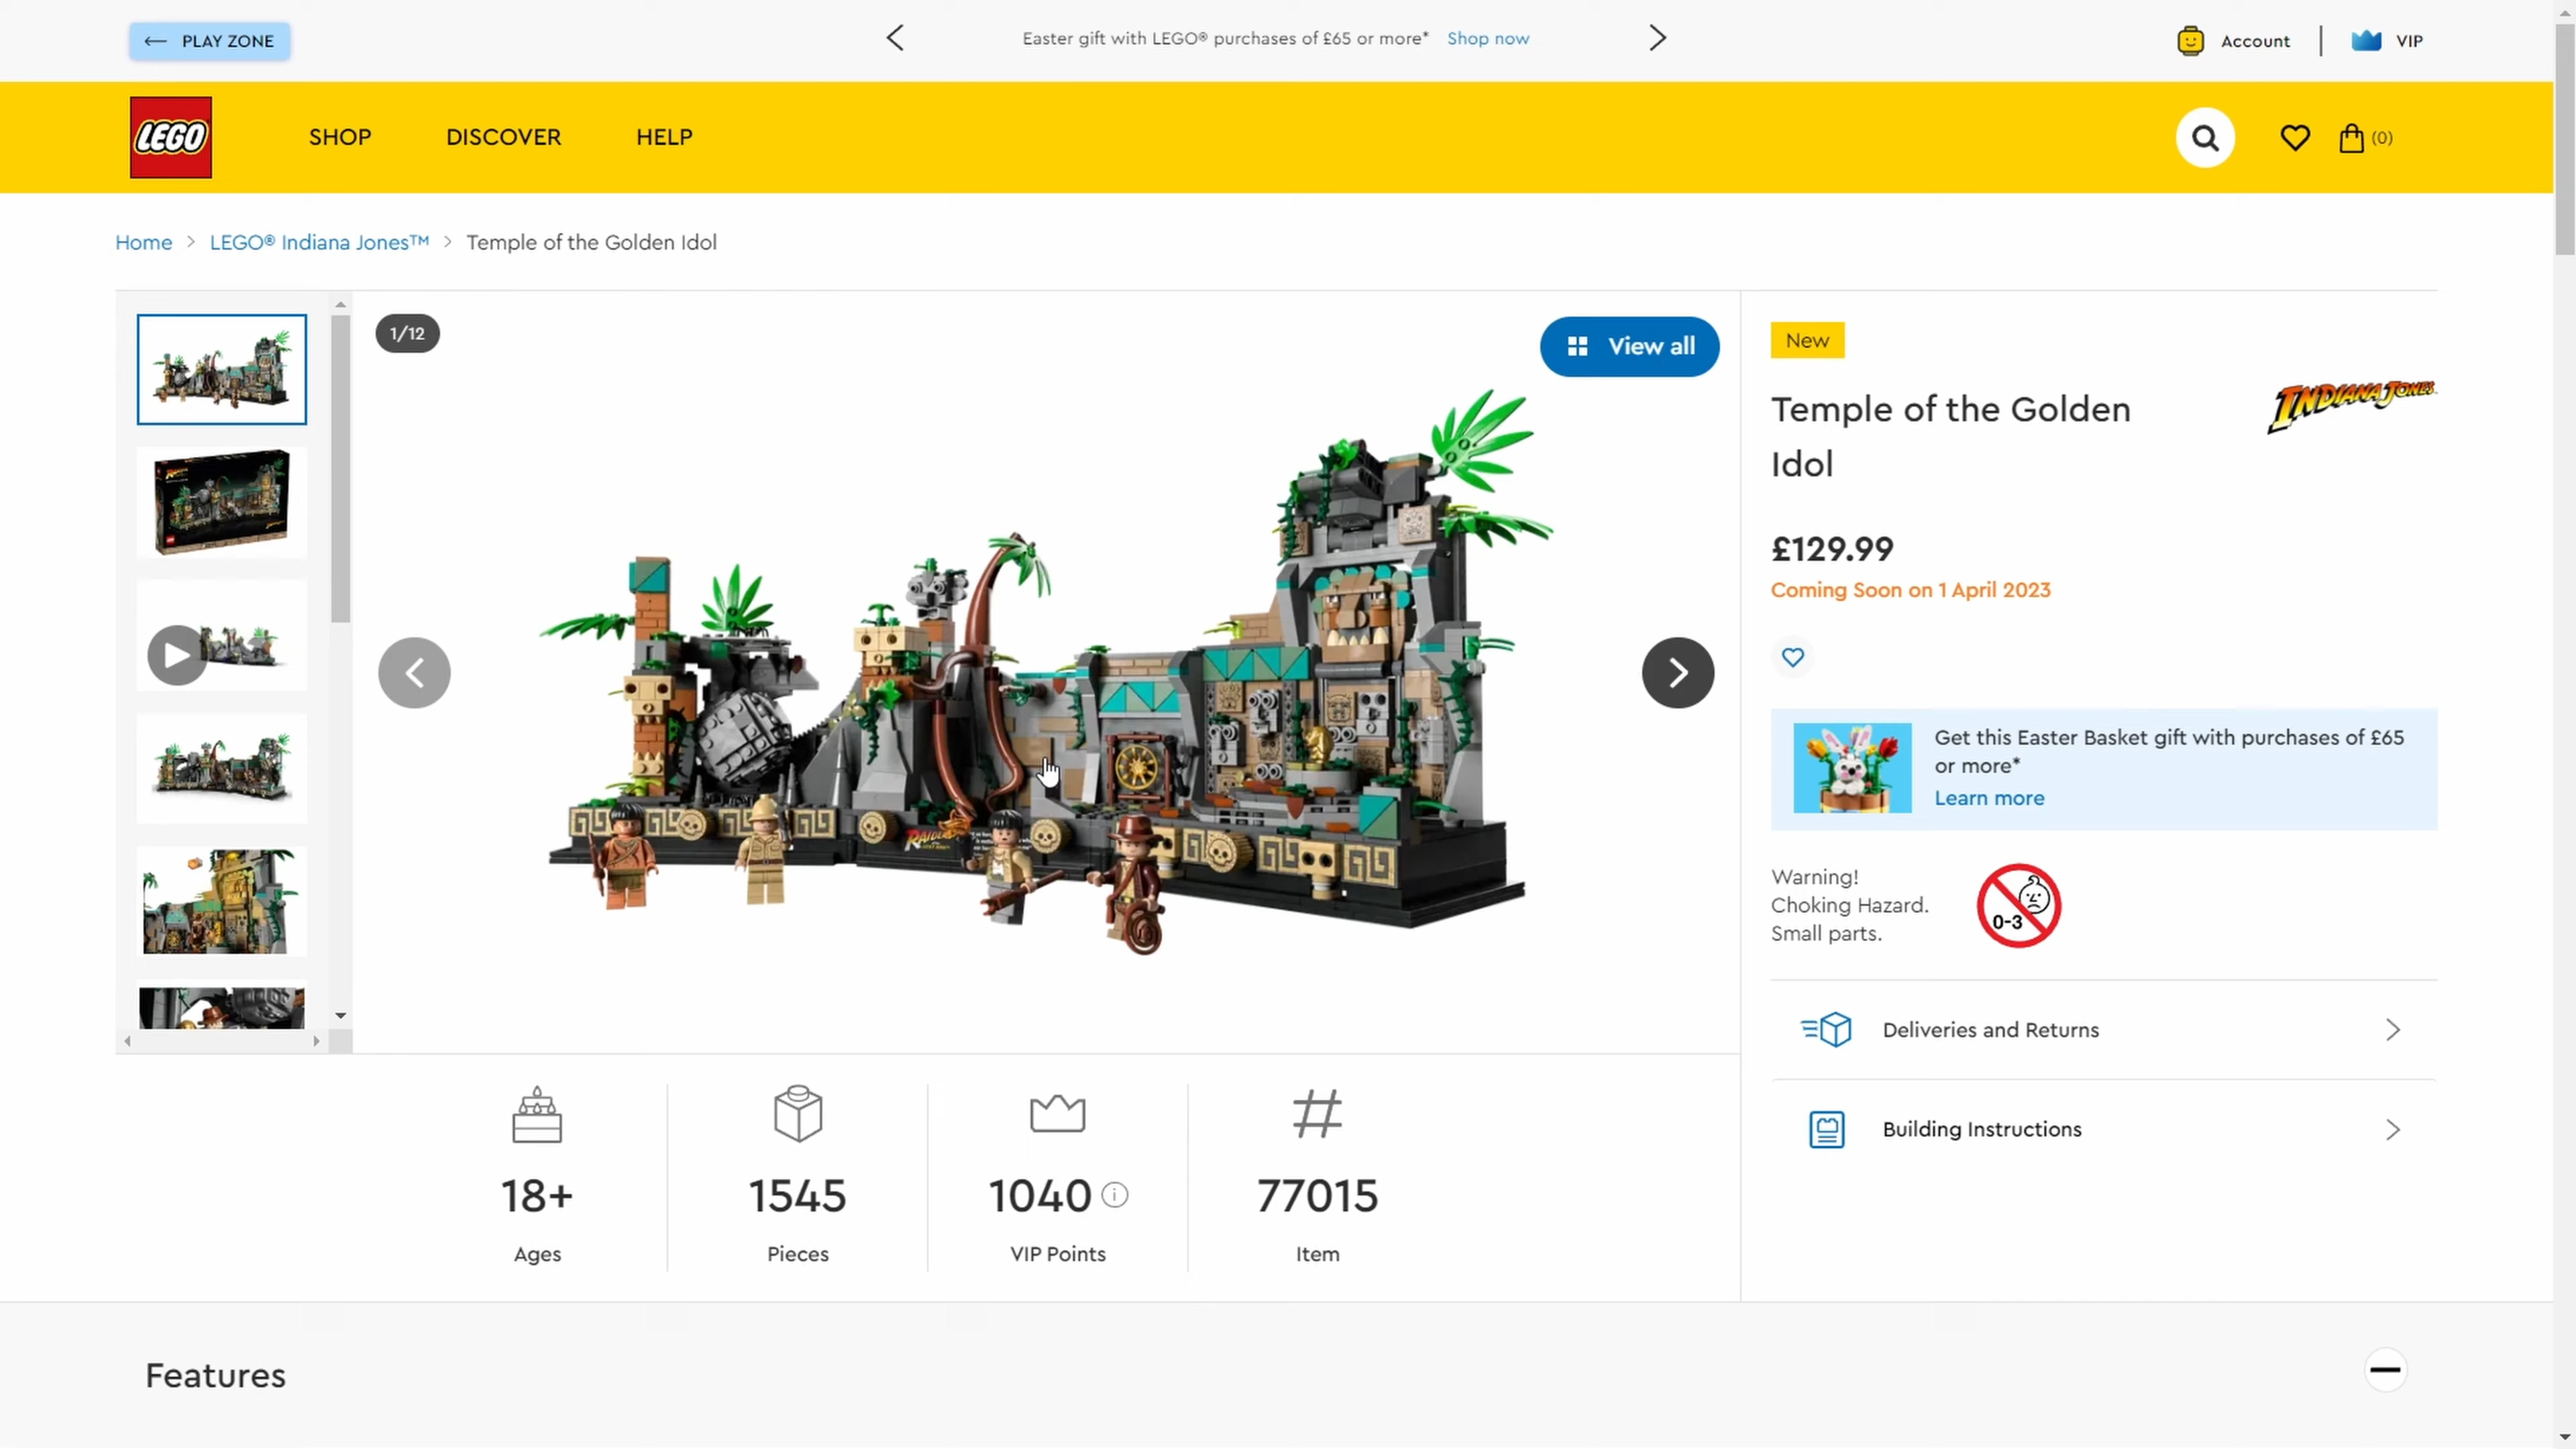 PLAY ZONE
Easter gift with LEGO® purchases of £65 or more* Shop now
Account
VIP
LEGO
SHOP
DISCOVER
HELP
(0)
Home > LEGO® Indiana Jones™ > Temple of the Golden Idol
1/12
View all
New
Temple of the Golden
Idol
INDIANA JONES
£129.99
Coming Soon on 1 April 2023
Get this Easter Basket gift with purchases of £65
or more*
Learn more
Warning!
Choking Hazard.
Small parts.
0-3
Deliveries and Returns
Building Instructions
18+
Ages
1545
Pieces
1040
VIP Points
77015
Item
Features